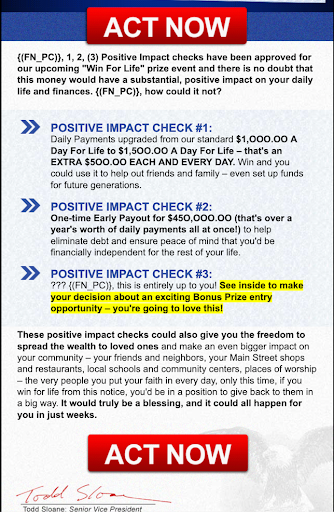 ACT NOW
{(FN_PC)}, 1, 2, (3) Positive Impact checks have been approved for
our upcoming "Win For Life" prize event and there is no doubt that
this money would have a substantial, positive impact on your daily
life and finances. {(FN_PC)}, how could it not?
POSITIVE IMPACT CHECK #1:
Daily Payments upgraded from our standard $1,OOO.OO A
Day For Life to $1,5OO.OO A Day For Life – that's an
EXTRA $5OO.OO EACH AND EVERY DAY. Win and you
could use it to help out friends and family – even set up funds
for future generations.
POSITIVE IMPACT CHECK #2:
One-time Early Payout for $45O,OOO.OO (that's over a
year's worth of daily payments all at once!) to help
eliminate debt and ensure peace of mind that you'd be
financially independent for the rest of your life.
POSITIVE IMPACT CHECK #3:
??? {(FN_PC)}, this is entirely up to you! See inside to make
your decision about an exciting Bonus Prize entry
opportunity – you're going to love this!
These positive impact checks could also give you the freedom to
spread the wealth to loved ones and make an even bigger impact on
your community – your friends and neighbors, your Main Street shops
and restaurants, local schools and community centers, places of worship
– the very people you put your faith in every day, only this time, if you
win for life from this notice, you'd be in a position to give back to them in
a big way. It would truly be a blessing, and it could all happen for
you in just weeks.
ACT NOW
Todd Sloane
Todd Sloane: Senior Vice President